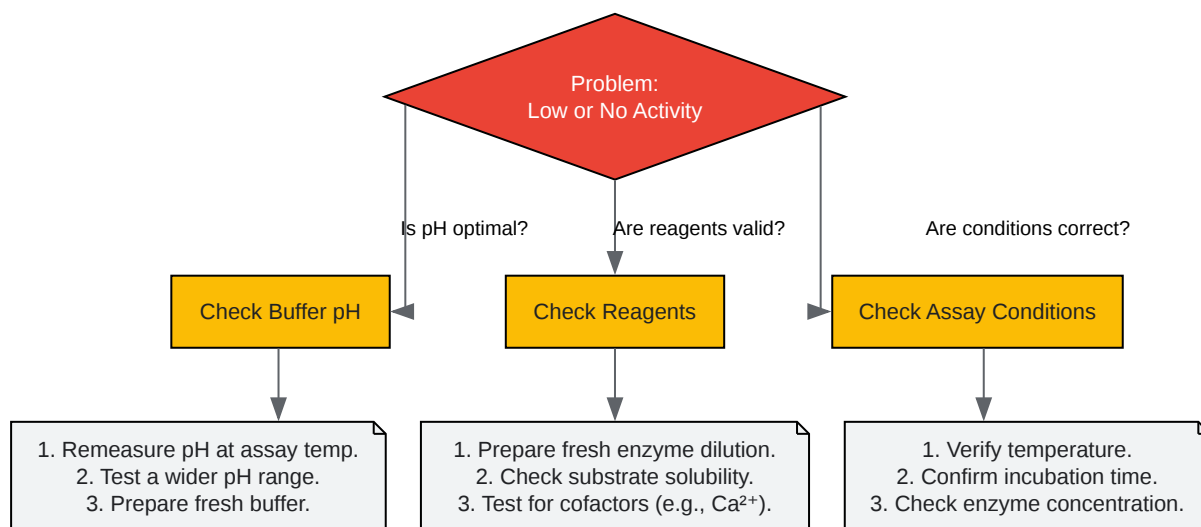 Problem:
Low or No Activity
Is pH optimal?
Are reagents valid?
Are conditions correct?
Check Buffer pH
Check Reagents
Check Assay Conditions
1. Remeasure pH at assay temp.
2. Test a wider pH range.
3. Prepare fresh buffer.
1. Prepare fresh enzyme dilution.
2. Check substrate solubility.
3. Test for cofactors (e.g., Ca²⁺).
1. Verify temperature.
2. Confirm incubation time.
3. Check enzyme concentration.